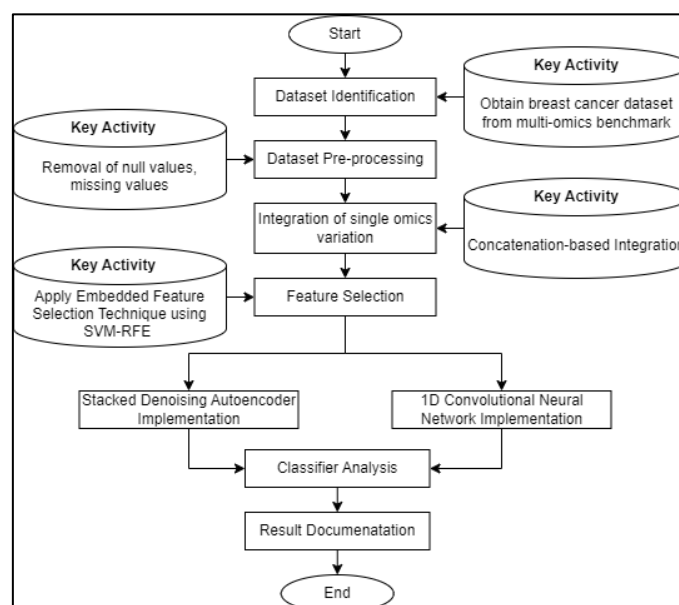 Start
Key Activity
Dataset Identification
Obtain breast cancer dataset
from multi-omics benchmark
Key Activity
Removal of null values,
missing values
Dataset Pre-processing
Key Activity
Integration of single omics
variation
Concatenation-based Integration
Key Activity
Apply Embedded Feature
Selection Technique using
SVM-RFE
Feature Selection
Stacked Denoising Autoencoder
Implementation
1D Convolutional Neural
Network Implementation
Classifier Analysis
Result Documenatation
End